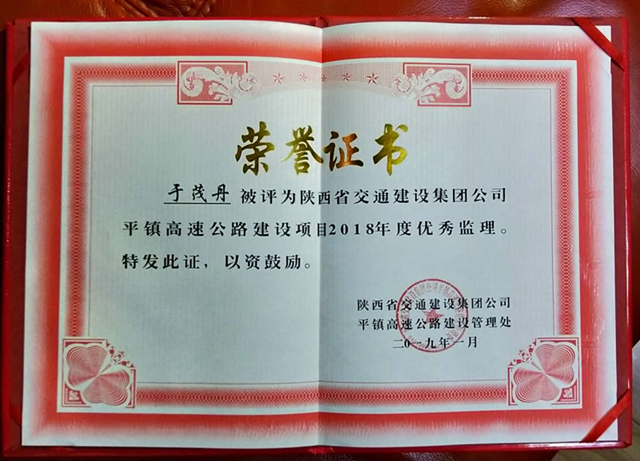 荣誉证书
于茂丹 被评为陕西省交通建设集团公司
平镇高速公路建设项目2018年度优秀监理。
特发此证，以资鼓励。
陕西省交通建设集团公司
平镇高速公路建设管理处
二〇一九年一月